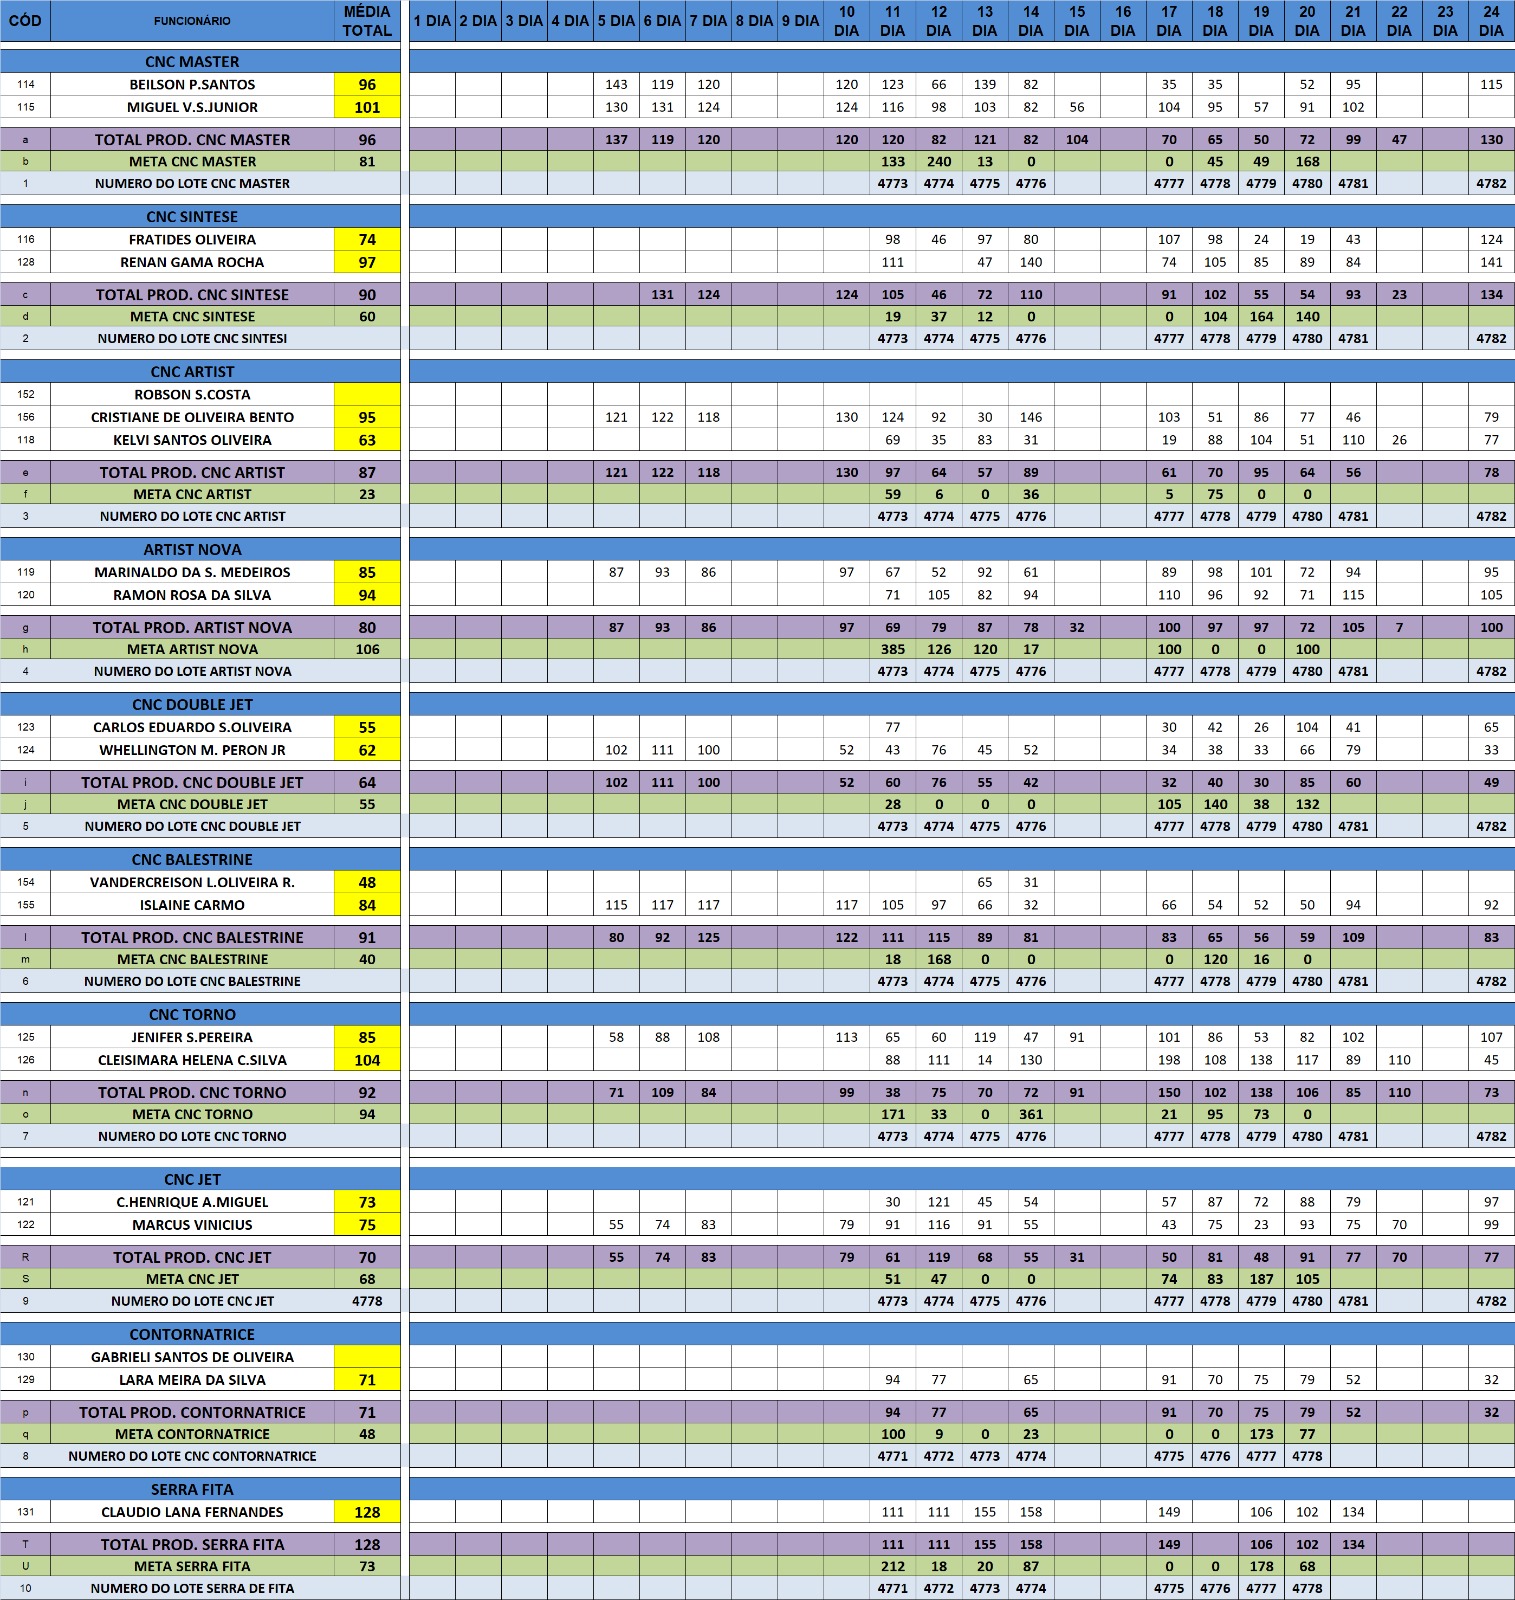 CÓD FUNCIONÁRIO MÉDIA TOTAL 1 DIA 2 DIA 3 DIA 4 DIA 5 DIA 6 DIA 7 DIA 8 DIA 9 DIA 10 DIA 11 DIA 12 DIA 13 DIA 14 DIA 15 DIA 16 DIA 17 DIA 18 DIA 19 DIA 20 DIA 21 DIA 22 DIA 23 DIA 24 DIA
CNC MASTER
114 BEILSON P.SANTOS 96 143 119 120 120 123 66 139 82 35 35 52 95 115
115 MIGUEL V.S.JUNIOR 101 130 131 124 124 116 98 103 82 56 104 95 57 91 102
a TOTAL PROD. CNC MASTER 96 137 119 120 120 120 82 121 82 104 70 65 50 72 99 47 130
b META CNC MASTER 81 133 240 13 0 0 45 49 168
1 NUMERO DO LOTE CNC MASTER 4773 4774 4775 4776 4777 4778 4779 4780 4781 4782
CNC SINTESE
116 FRATIDES OLIVEIRA 74 98 46 97 80 107 98 24 19 43 124
128 RENAN GAMA ROCHA 97 111 47 140 74 105 85 89 84 141
c TOTAL PROD. CNC SINTESE 90 131 124 124 105 46 72 110 91 102 55 54 93 23 134
d META CNC SINTESE 60 19 37 12 0 0 104 164 140
2 NUMERO DO LOTE CNC SINTESI 4773 4774 4775 4776 4777 4778 4779 4780 4781 4782
CNC ARTIST
152 ROBSON S.COSTA
156 CRISTIANE DE OLIVEIRA BENTO 95 121 122 118 130 124 92 30 146 103 51 86 77 46 79
118 KELVI SANTOS OLIVEIRA 63 69 35 83 31 19 88 104 51 110 26 77
e TOTAL PROD. CNC ARTIST 87 121 122 118 130 97 64 57 89 61 70 95 64 56 78
f META CNC ARTIST 23 59 6 0 36 5 75 0 0
3 NUMERO DO LOTE CNC ARTIST 4773 4774 4775 4776 4777 4778 4779 4780 4781 4782
ARTIST NOVA
119 MARINALDO DA S. MEDEIROS 85 87 93 86 97 67 52 92 61 89 98 101 72 94 95
120 RAMON ROSA DA SILVA 94 71 105 82 94 110 96 92 71 115 105
g TOTAL PROD. ARTIST NOVA 80 87 93 86 97 69 79 87 78 32 100 97 97 72 105 7 100
h META ARTIST NOVA 106 385 126 120 17 100 0 0 100
4 NUMERO DO LOTE ARTIST NOVA 4773 4774 4775 4776 4777 4778 4779 4780 4781 4782
CNC DOUBLE JET
123 CARLOS EDUARDO S.OLIVEIRA 55 77 30 42 26 104 41 65
124 WHELLINGTON M. PERON JR 62 102 111 100 52 43 76 45 52 34 38 33 66 79 33
i TOTAL PROD. CNC DOUBLE JET 64 102 111 100 52 60 76 55 42 32 40 30 85 60 49
j META CNC DOUBLE JET 55 28 0 0 0 105 140 38 132
5 NUMERO DO LOTE CNC DOUBLE JET 4773 4774 4775 4776 4777 4778 4779 4780 4781 4782
CNC BALESTRINE
154 VANDERCREISON L.OLIVEIRA R. 48 65 31
155 ISLAINE CARMO 84 115 117 117 117 105 97 66 32 66 54 52 50 94 92
l TOTAL PROD. CNC BALESTRINE 91 80 92 125 122 111 115 89 81 83 65 56 59 109 83
m META CNC BALESTRINE 40 18 168 0 0 0 120 16 0
6 NUMERO DO LOTE CNC BALESTRINE 4773 4774 4775 4776 4777 4778 4779 4780 4781 4782
CNC TORNO
125 JENIFER S.PEREIRA 85 58 88 108 113 65 60 119 47 91 101 86 53 82 102 107
126 CLEISIMARA HELENA C.SILVA 104 88 111 14 130 198 108 138 117 89 110 45
n TOTAL PROD. CNC TORNO 92 71 109 84 99 38 75 70 72 91 150 102 138 106 85 110 73
o META CNC TORNO 94 171 33 0 361 21 95 73 0
7 NUMERO DO LOTE CNC TORNO 4773 4774 4775 4776 4777 4778 4779 4780 4781 4782
CNC JET
121 C.HENRIQUE A.MIGUEL 73 30 121 45 54 57 87 72 88 79 97
122 MARCUS VINICIUS 75 55 74 83 79 91 116 91 55 43 75 23 93 75 70 99
R TOTAL PROD. CNC JET 70 55 74 83 79 61 119 68 55 31 50 81 48 91 77 70 77
S META CNC JET 68 51 47 0 0 74 83 187 105
9 NUMERO DO LOTE CNC JET 4778 4773 4774 4775 4776 4777 4778 4779 4780 4781 4782
CONTORNATRICE
130 GABRIELI SANTOS DE OLIVEIRA
129 LARA MEIRA DA SILVA 71 94 77 65 91 70 75 79 52 32
p TOTAL PROD. CONTORNATRICE 71 94 77 65 91 70 75 79 52 32
q META CONTORNATRICE 48 100 9 0 23 0 0 173 77
8 NUMERO DO LOTE CNC CONTORNATRICE 4771 4772 4773 4774 4775 4776 4777 4778
SERRA FITA
131 CLAUDIO LANA FERNANDES 128 111 111 155 158 149 106 102 134
T TOTAL PROD. SERRA FITA 128 111 111 155 158 149 106 102 134
U META SERRA FITA 73 212 18 20 87 0 0 178 68
10 NUMERO DO LOTE SERRA DE FITA 4771 4772 4773 4774 4775 4776 4777 4778